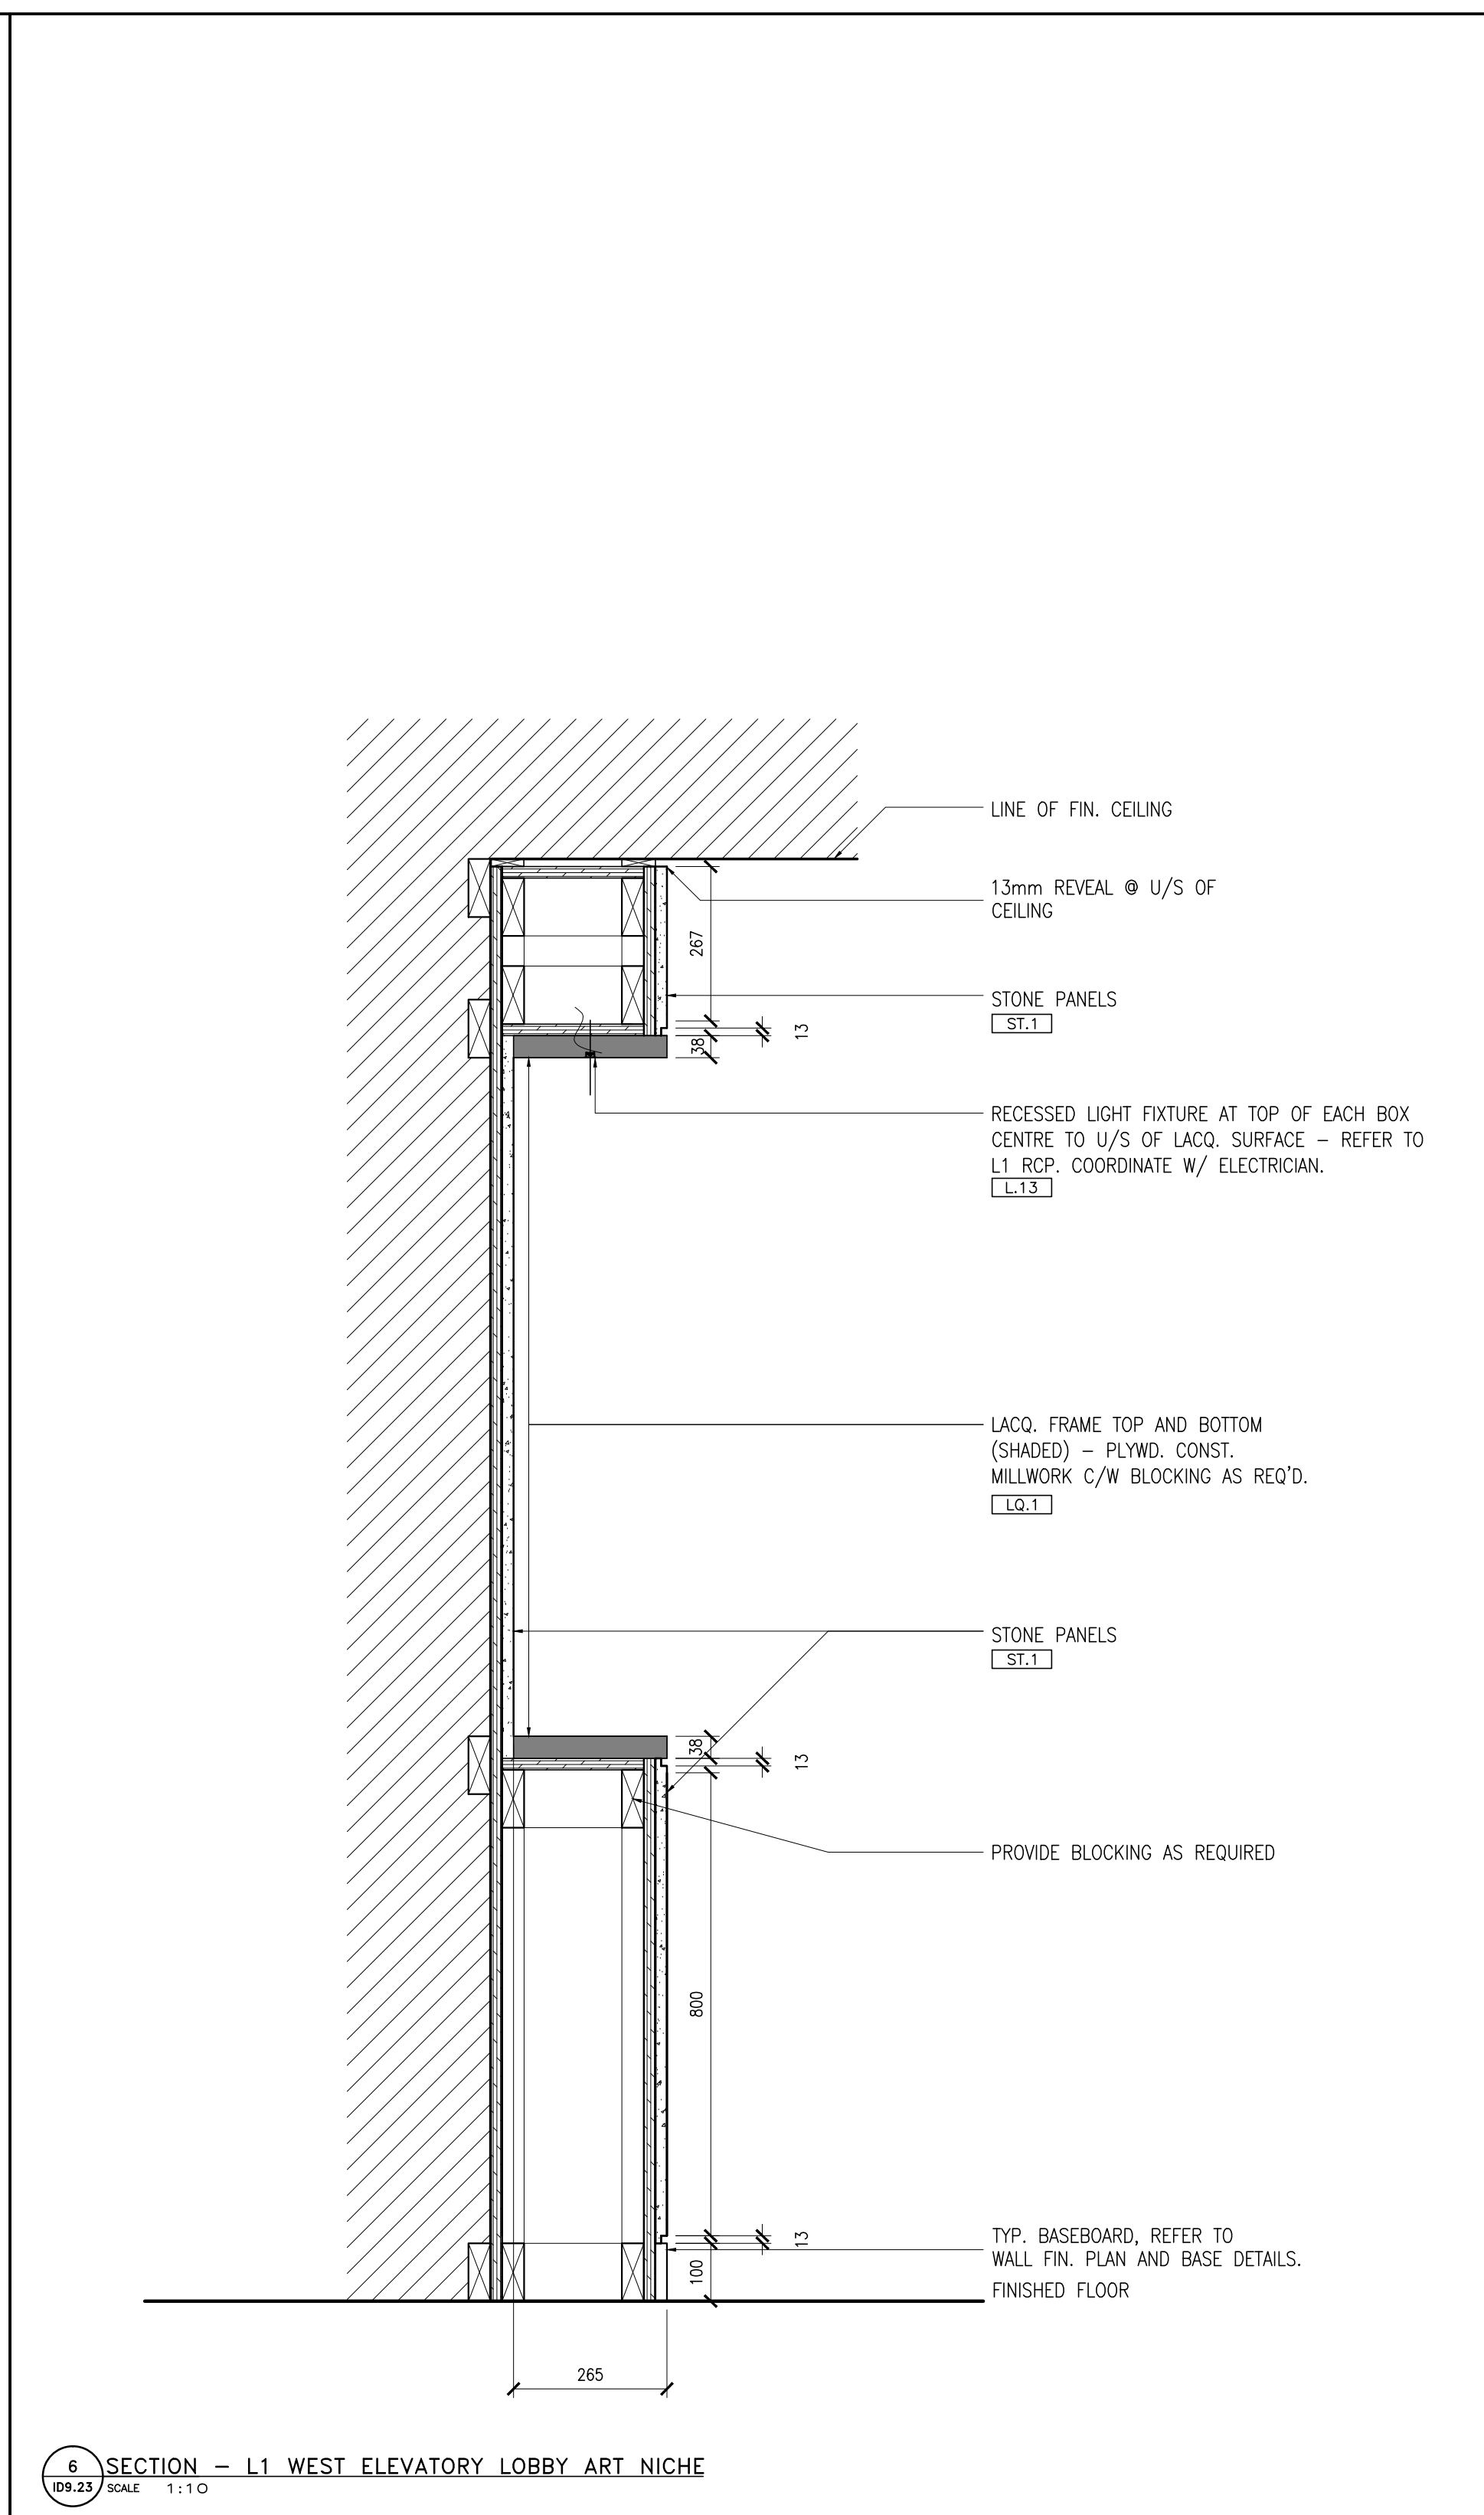 LINE OF FIN. CEILING
13mm REVEAL @ U/S OF
CEILING
267
STONE PANELS
ST.1
13
38
RECESSED LIGHT FIXTURE AT TOP OF EACH BOX
CENTRE TO U/S OF LACQ. SURFACE – REFER TO
L1 RCP. COORDINATE W/ ELECTRICIAN.
L.13
LACQ. FRAME TOP AND BOTTOM
(SHADED) – PLYWD. CONST.
MILLWORK C/W BLOCKING AS REQ'D.
LQ.1
STONE PANELS
ST.1
38
13
PROVIDE BLOCKING AS REQUIRED
800
13
TYP. BASEBOARD, REFER TO
WALL FIN. PLAN AND BASE DETAILS.
100
FINISHED FLOOR
265
6
ID9.23
SECTION – L1 WEST ELEVATORY LOBBY ART NICHE
SCALE 1:10